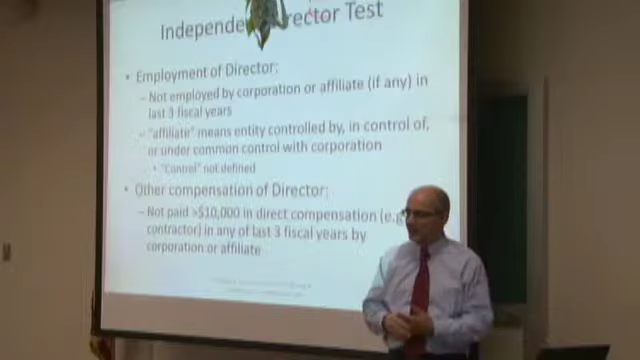 Independent Director Test
• Employment of Director:
– Not employed by corporation or affiliate (if any) in
last 3 fiscal years
– "affiliate" means entity controlled by, in control of,
or under common control with corporation
• "Control" not defined
• Other compensation of Director:
– Not paid >$10,000 in direct compensation (e.g
contractor) in any of last 3 fiscal years by
corporation or affiliate